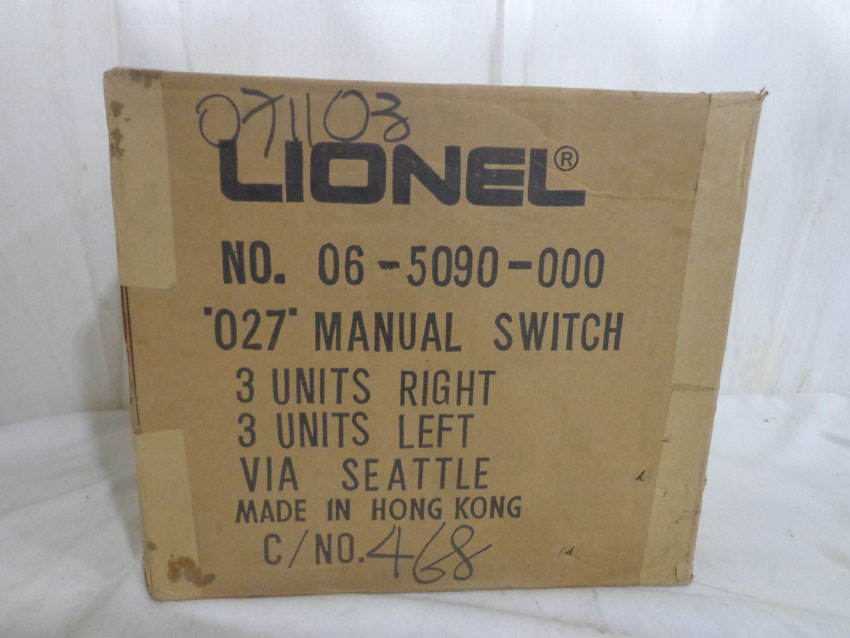 071103
LIONEL®
NO. 06-5090-000
"027" MANUAL SWITCH
3 UNITS RIGHT
3 UNITS LEFT
VIA SEATTLE
MADE IN HONG KONG
C/NO. 468